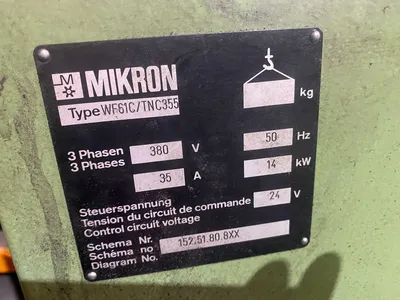 M MIKRON
Type WF61C/TNC355
kg
3 Phasen 380 V 50 Hz
3 Phases 35 A 14 kW
Steuerspannung
Tension du circuit de commande 24 V
Control circuit voltage
Schema Nr.
Schéma no 152.51.80.8XX
Diagram No.